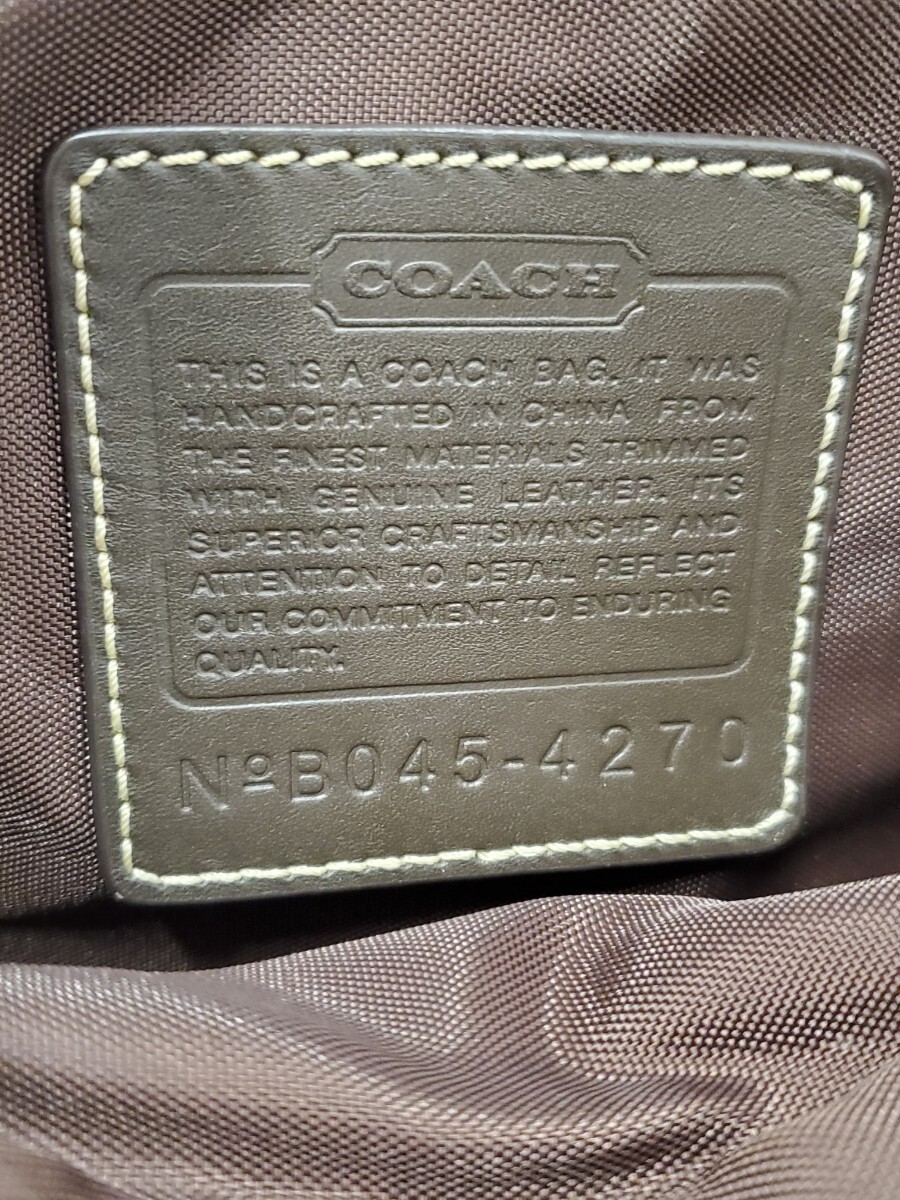 COACH
THIS IS A COACH BAG. IT WAS
HANDCRAFTED IN CHINA FROM
THE FINEST MATERIALS TRIMMED
WITH GENUINE LEATHER. ITS
SUPERIOR CRAFTSMANSHIP AND
ATTENTION TO DETAIL REFLECT
OUR COMMITMENT TO ENDURING
QUALITY.
NºB045-4270